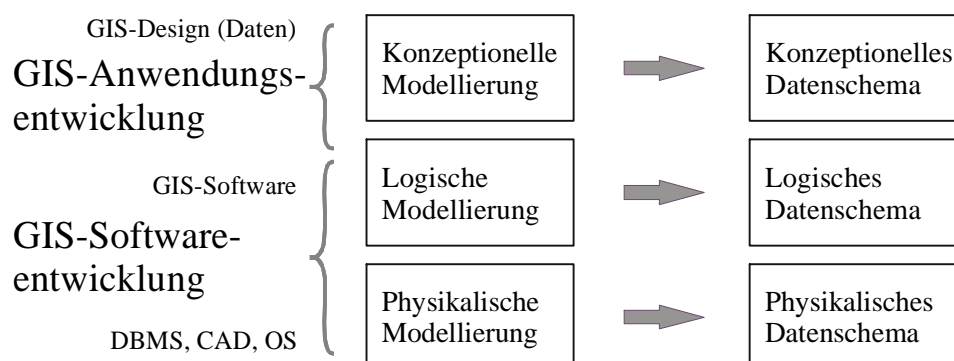 GIS-Design (Daten)
GIS-Anwendungs-
entwicklung
Konzeptionelle
Modellierung
Konzeptionelles
Datenschema
GIS-Software
Logische
Modellierung
Logisches
Datenschema
GIS-Software-
entwicklung
DBMS, CAD, OS
Physikalische
Modellierung
Physikalisches
Datenschema